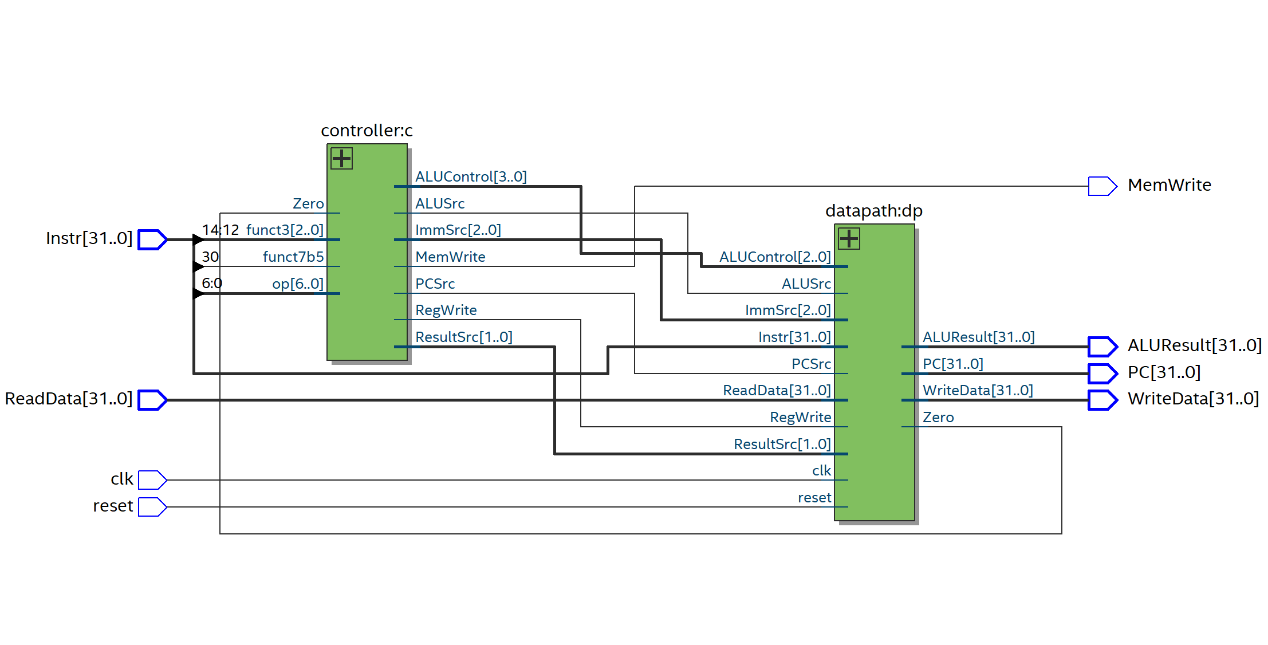 controller:c
ALUControl[3..0]
MemWrite
Zero
ALUSrc
datapath:dp
Instr[31..0]
14:12
funct3[2..0]
ImmSrc[2..0]
30
funct7b5
MemWrite
ALUControl[2..0]
6:0
op[6..0]
PCSrc
ALUSrc
RegWrite
ImmSrc[2..0]
ResultSrc[1..0]
Instr[31..0]
ALUResult[31..0]
ALUResult[31..0]
PCSrc
PC[31..0]
PC[31..0]
ReadData[31..0]
ReadData[31..0]
WriteData[31..0]
WriteData[31..0]
RegWrite
Zero
ResultSrc[1..0]
clk
clk
reset
reset